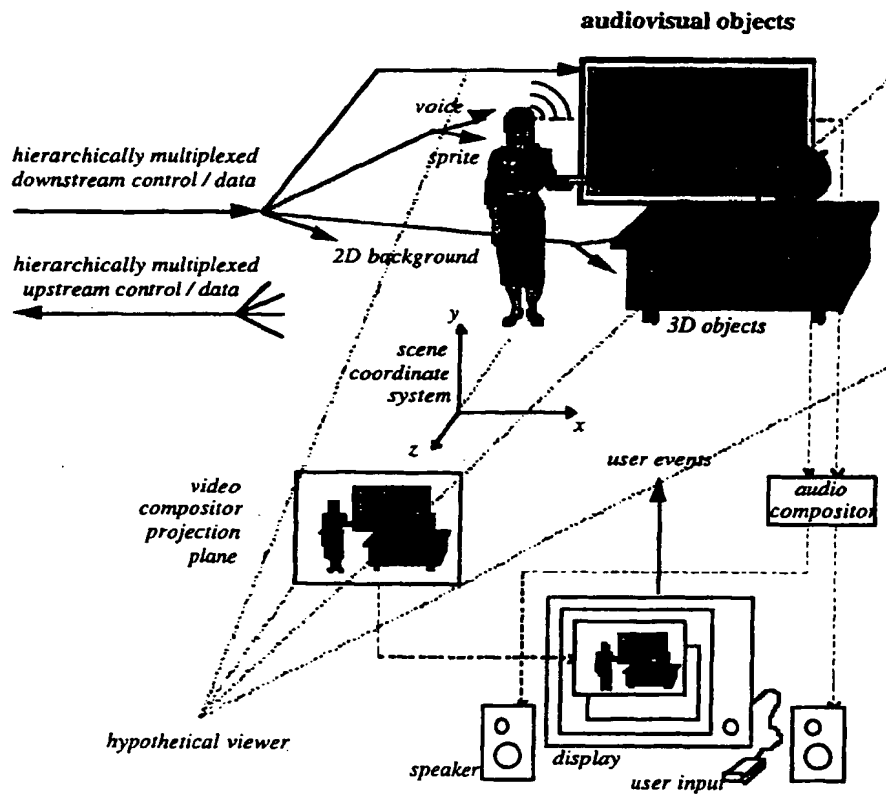 audiovisual objects
voice
sprite
hierarchically multiplexed
downstream control / data
2D background
hierarchically multiplexed
upstream control / data
3D objects
y
scene
coordinate
system
x
z
user events
video
compositor
projection
plane
audio
compositor
hypothetical viewer
speaker
display
user input